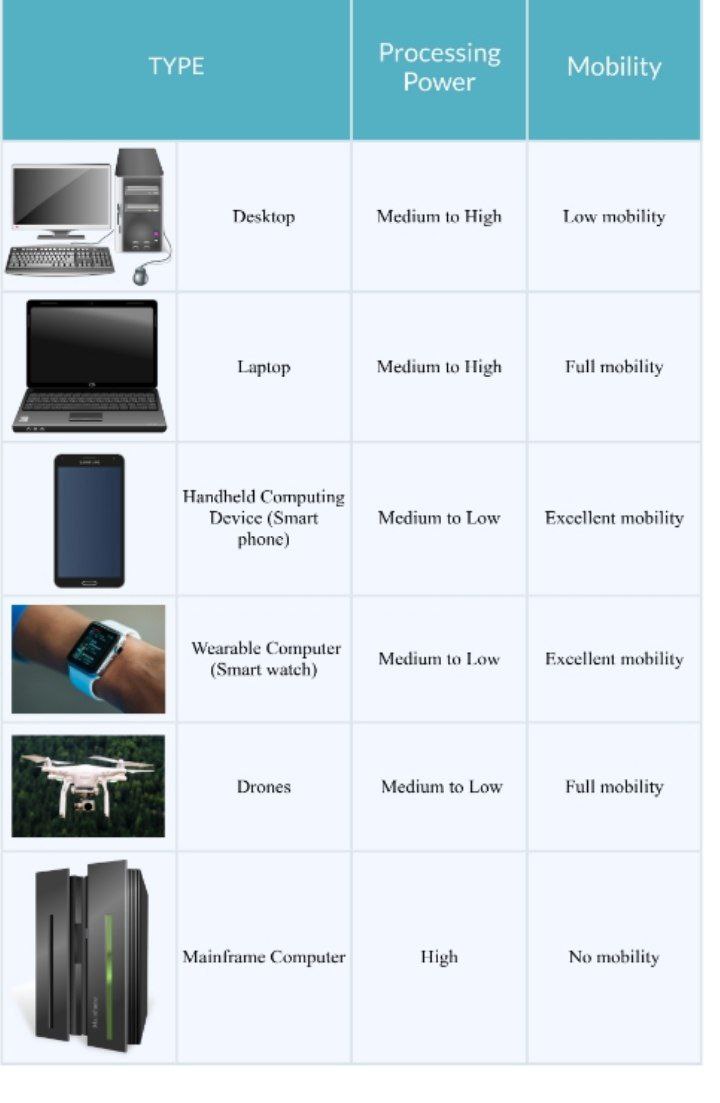 TYPE
Processing
Power
Mobility
Desktop
Medium to High
Low mobility
Laptop
Medium to High
Full mobility
SAMSUNG
Handheld Computing
Device (Smart
phone)
Medium to Low
Excellent mobility
Wearable Computer
(Smart watch)
Medium to Low
Excellent mobility
Drones
Medium to Low
Full mobility
Mainframe Computer
High
No mobility